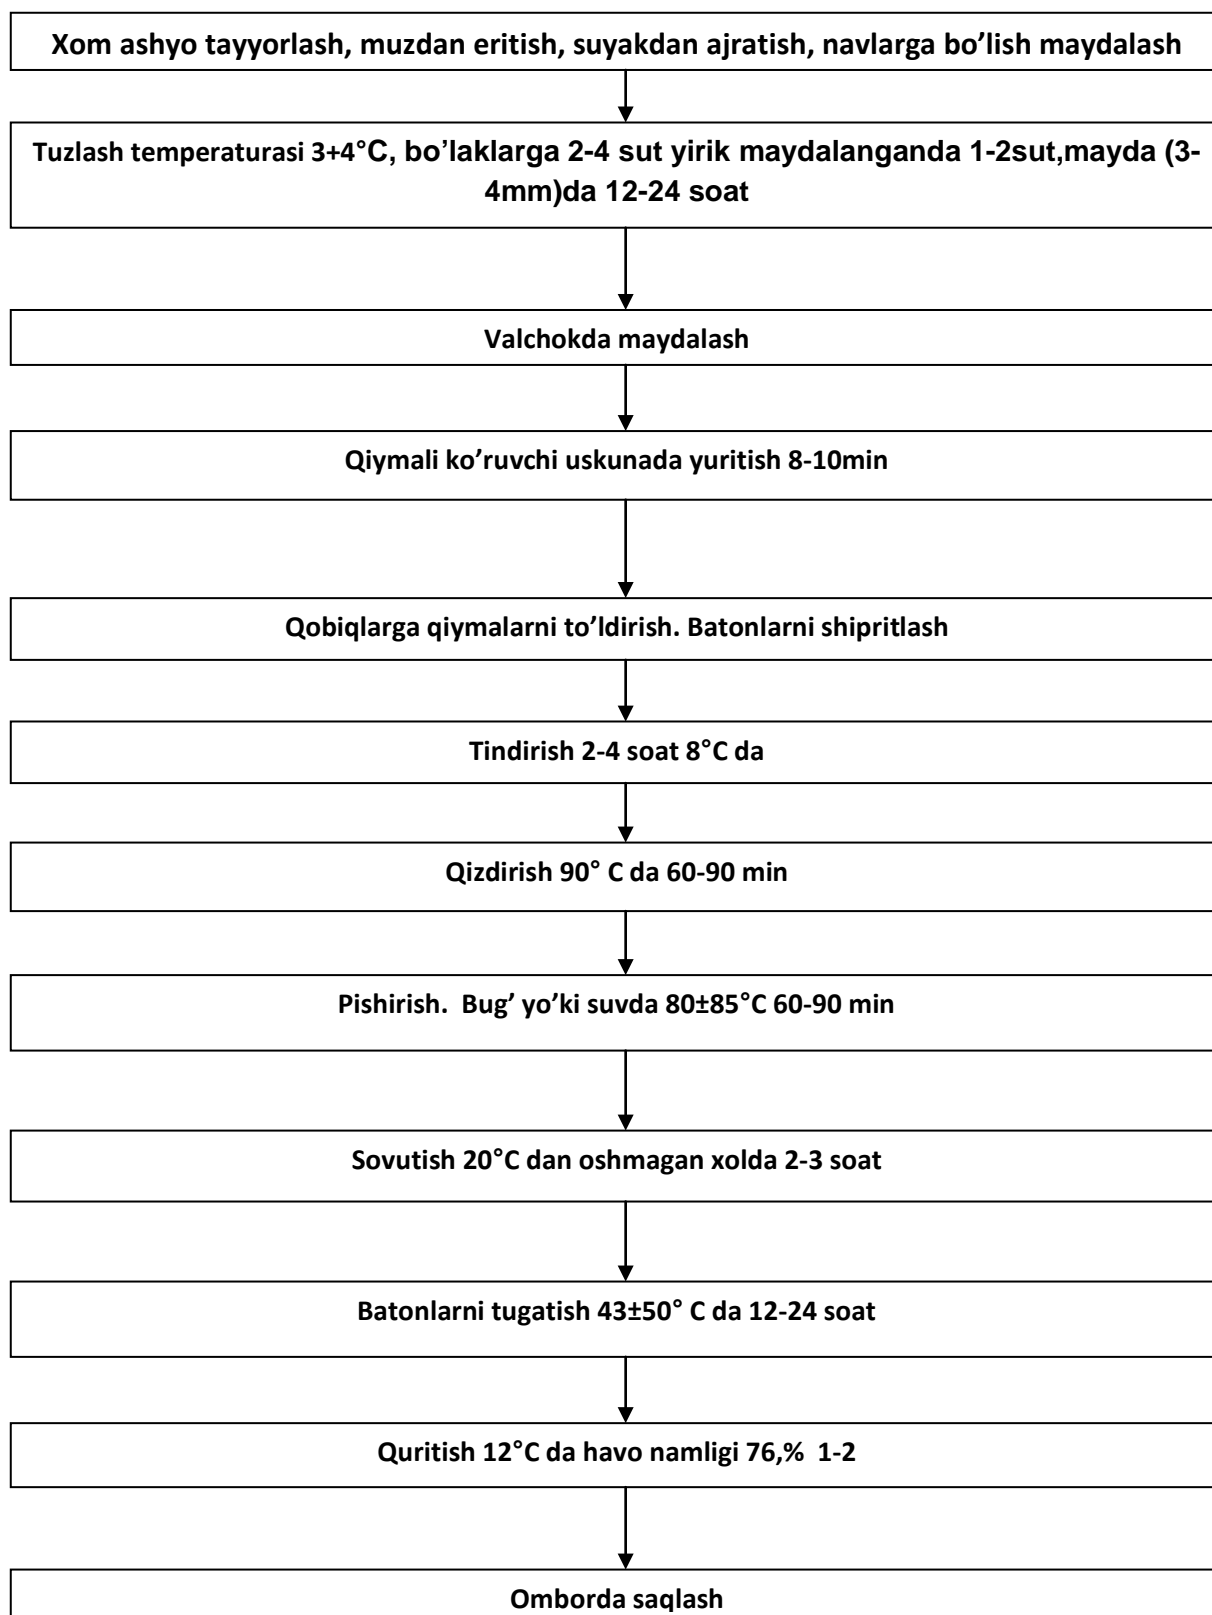 Xom ashyo tayyorlash, muzdan eritish, suyakdan ajratish, navlarga bo’lish maydalash
Tuzlash temperaturasi 3+4°C, bo’laklarga 2-4 sut yirik maydalanganda 1-2sut,mayda (3-
4mm)da 12-24 soat
Valchokda maydalash
Qiymali ko’ruvchi uskunada yuritish 8-10min
Qobiqlarga qiymalarni to’ldirish. Batonlarni shipritlash
Tindirish 2-4 soat 8°C da
Qizdirish 90° C da 60-90 min
Pishirish.  Bug’ yo’ki suvda 80±85°C 60-90 min
Sovutish 20°C dan oshmagan xolda 2-3 soat
Batonlarni tugatish 43±50° C da 12-24 soat
Quritish 12°C da havo namligi 76,%  1-2
Omborda saqlash